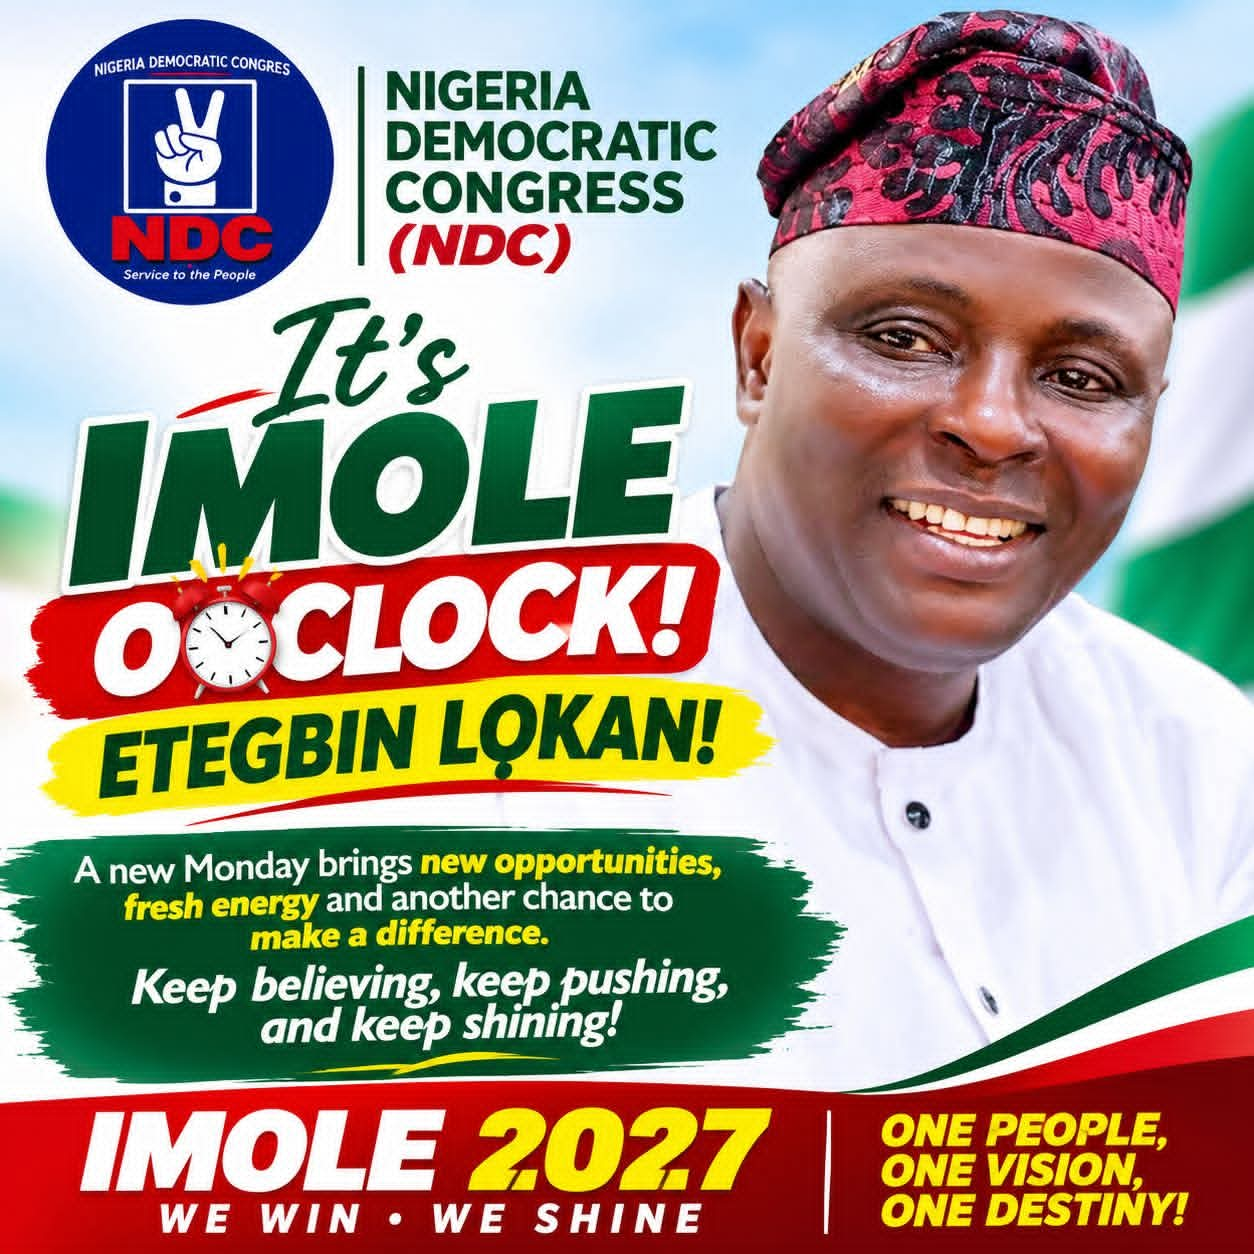 NIGERIA DEMOCRATIC CONGRES
NDC
Service to the People
NIGERIA
DEMOCRATIC
CONGRESS
(NDC)
It's
IMOLE
O'CLOCK!
ETEGBIN LỌKAN!
A new Monday brings new opportunities,
fresh energy and another chance to
make a difference.
Keep believing, keep pushing,
and keep shining!
IMOLE 2027
WE WIN • WE SHINE
ONE PEOPLE,
ONE VISION,
ONE DESTINY!